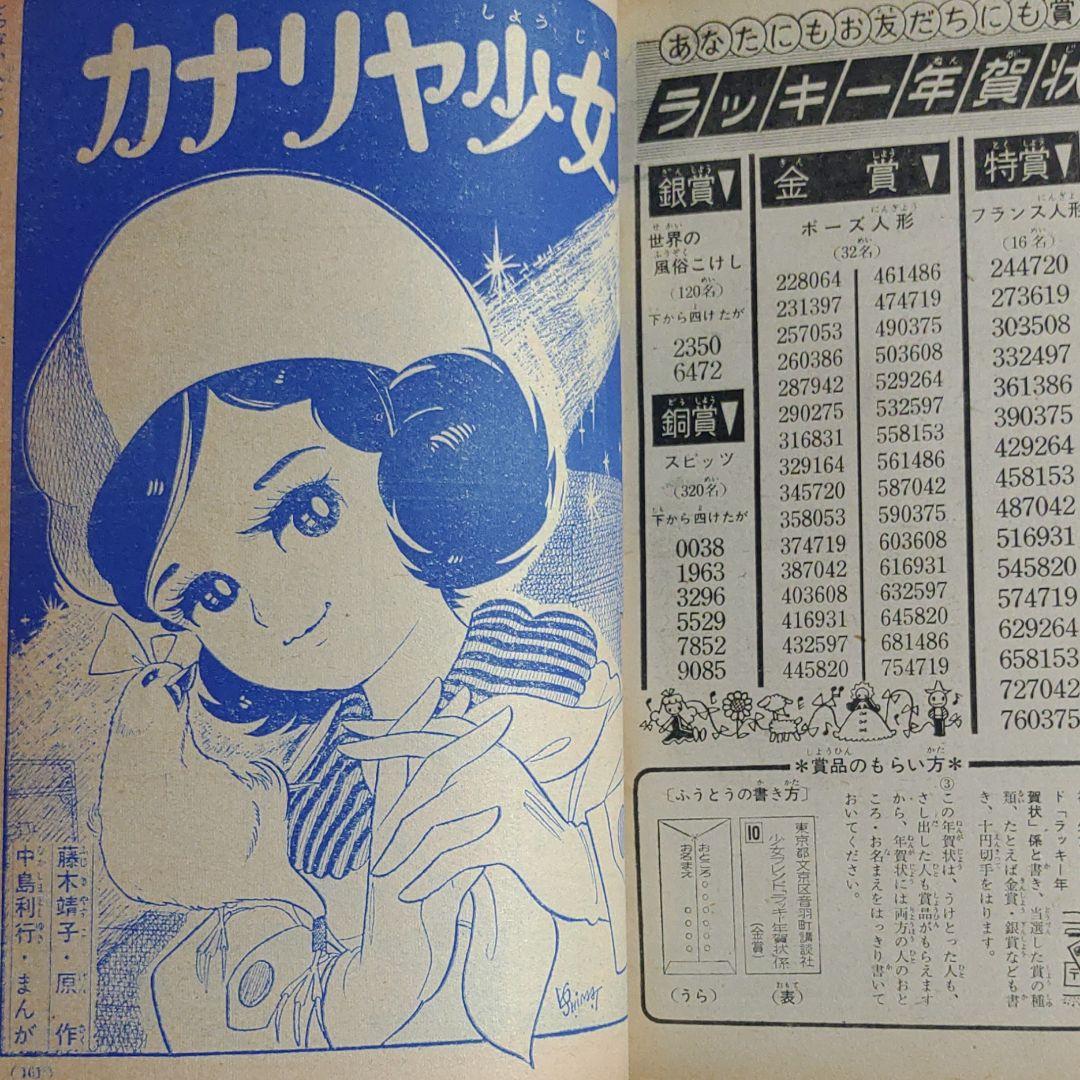 カナリヤ少女
しようじよ
藤木靖子・原作
中島利行・まんが
(161)
あなたにもお友だちにも賞
ラッキー年賀状
特賞▼
フランス人形
(16名)
244720
273619
303508
332497
361386
390375
429264
458153
487042
516931
545820
574719
629264
658153
727042
760375
金賞▼
ポーズ人形
(32名)
228064
231397
257053
260386
287942
290275
316831
329164
345720
358053
374719
387042
403608
416931
432597
445820
461486
474719
490375
503608
529264
532597
558153
561486
587042
590375
603608
616931
632597
645820
681486
754719
銀賞▼
世界の
風俗こけし
(120名)
下から四けたが
2350
6472
銅賞▼
スピッツ
(320名)
下から四けたが
0038
1963
3296
5529
7852
9085
*賞品のもらい方*
ド「ラッキー年
賀状」係と書き、当選した賞の種
類、たとえば金賞・銀賞なども書
き、十円切手をはります。
③この年賀状は、うけとった人も、
さし出した人も賞品がもらえます
から、年賀状には両方の人のおと
ころ・お名まえをはっきり書いて
おいてください。
[ふうとうの書き方]
10
東京都文京区音羽町講談社
少女フレンド「ラッキー年賀状」係
(金賞)
(表)
おところ
お名まえ
(うら)